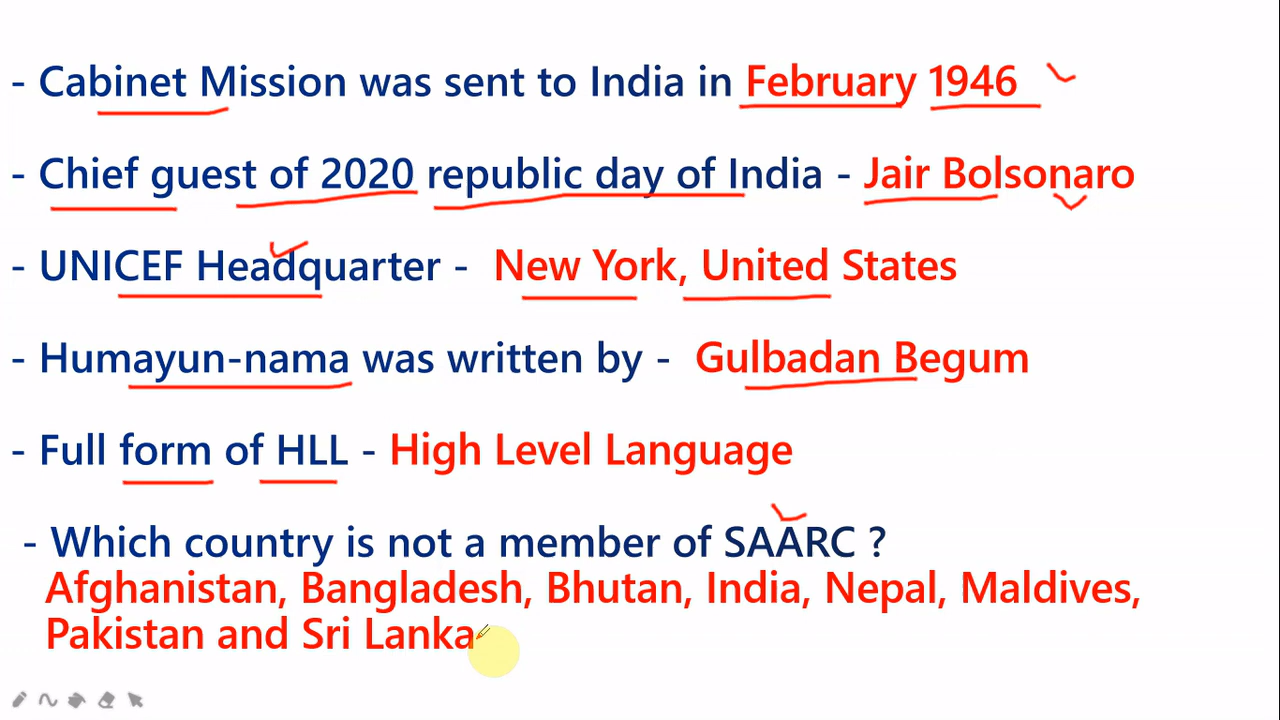 - Cabinet Mission was sent to India in February 1946
- Chief guest of 2020 republic day of India - Jair Bolsonaro
- UNICEF Headquarter - New York, United States
- Humayun-nama was written by - Gulbadan Begum
- Full form of HLL - High Level Language
- Which country is not a member of SAARC ?
Afghanistan, Bangladesh, Bhutan, India, Nepal, Maldives,
Pakistan and Sri Lanka